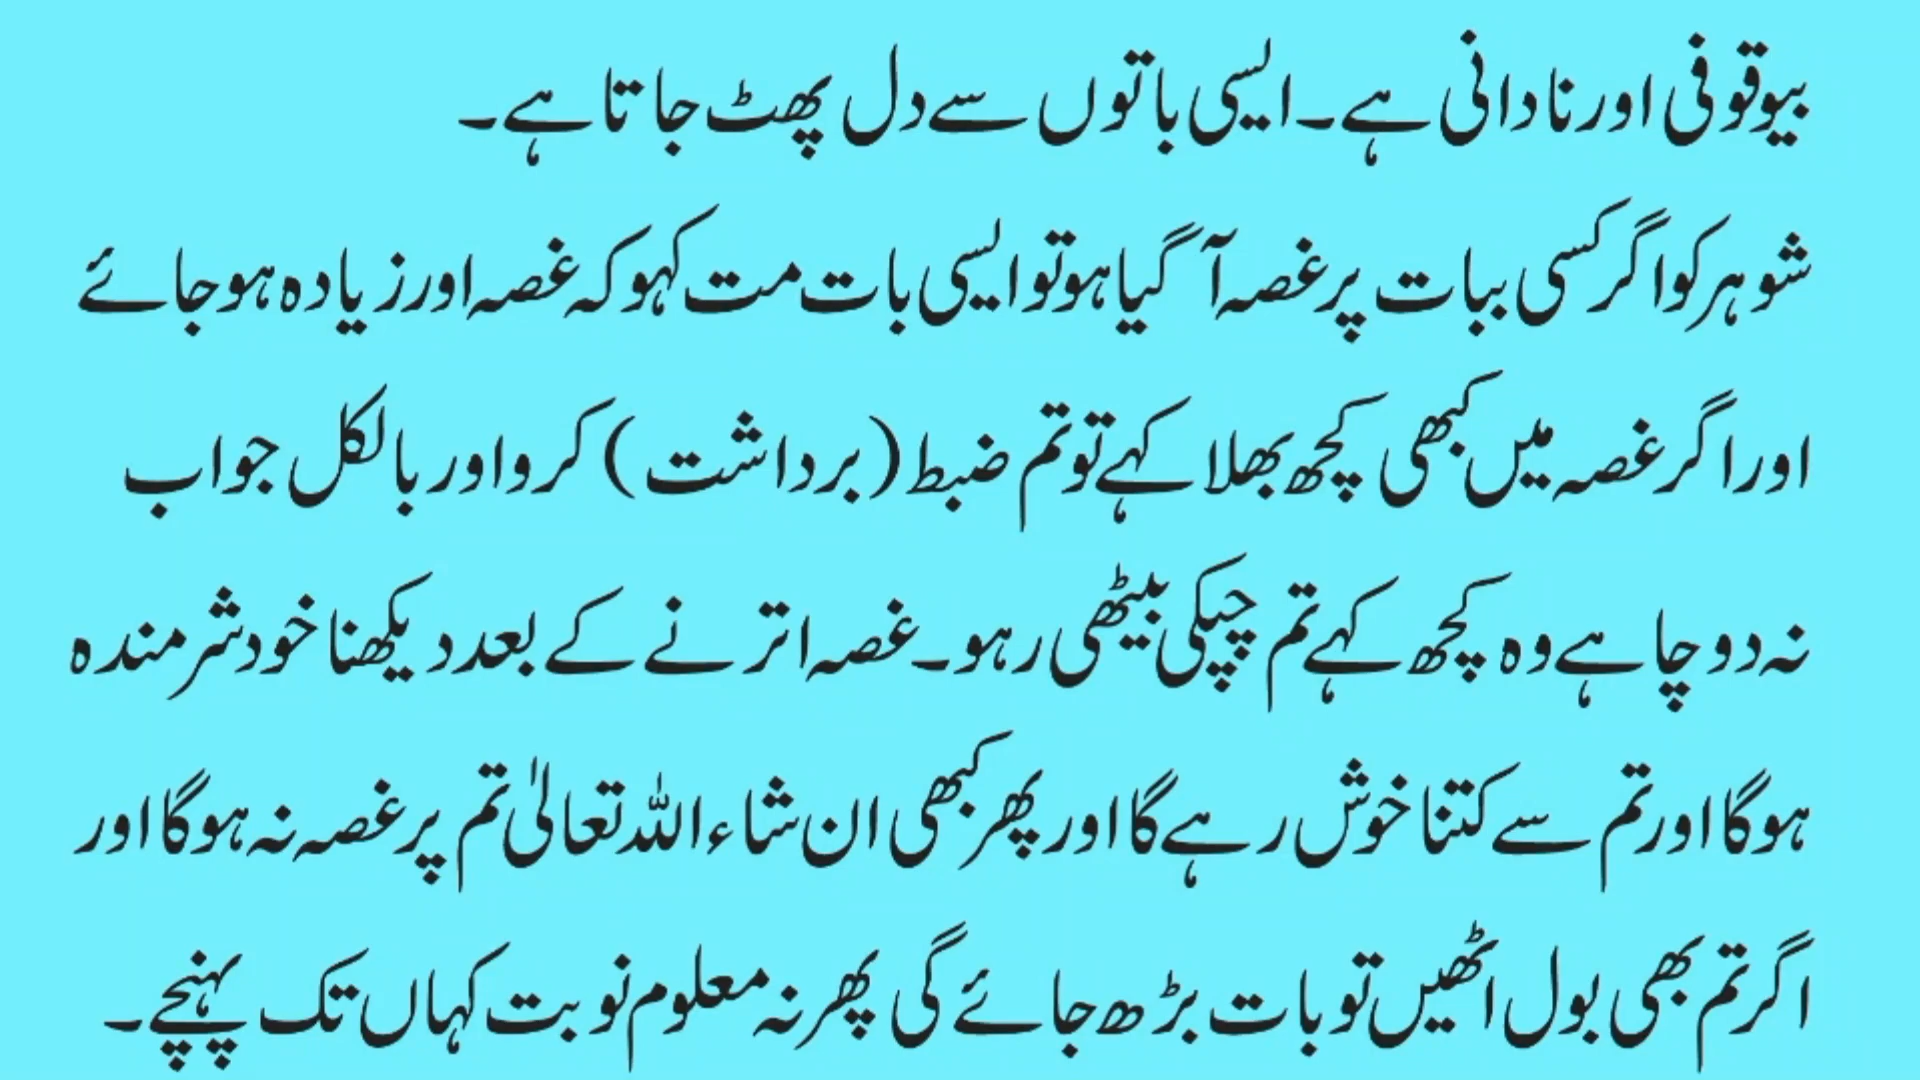 بیوقوفی اور نادانی ہے۔ ایسی باتوں سے دل پھٹ جاتا ہے۔
شوہر کو اگر کسی ببات پر غصہ آ گیا ہو تو ایسی بات مت کہو کہ غصہ اور زیادہ ہو جائے
اور اگر غصہ میں کبھی کچھ بھلا کہے تو تم ضبط (برداشت) کرو اور بالکل جواب
نہ دو چاہے وہ کچھ کہے تم چپکی بیٹھی رہو۔ غصہ اترنے کے بعد دیکھنا خود شرمندہ
ہوگا اور تم سے کتنا خوش رہے گا اور پھر کبھی ان شاء اللہ تعالیٰ تم پر غصہ نہ ہوگا اور
اگر تم بھی بول اٹھیں تو بات بڑھ جائے گی پھر نہ معلوم نوبت کہاں تک پہنچے۔